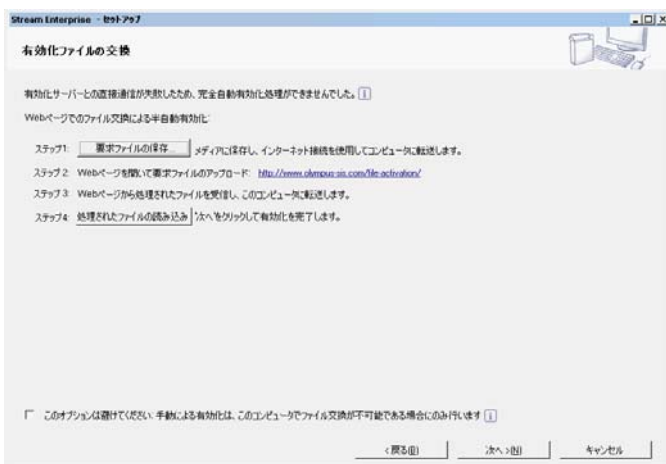 Stream Enterprise - セットアップ
有効化ファイルの交換
有効化サーバーとの直接通信が失敗したため、完全自動有効化処理ができませんでした。 i
Webページでのファイル交換による半自動有効化:
ステップ1: 要求ファイルの保存... メディアに保存し、インターネット接続を使用してコンピュータに転送します。
ステップ2: Webページを開いて要求ファイルのアップロード: http://www.olympus-sis.com/file-activation/
ステップ3: Webページから処理されたファイルを受信し、このコンピュータに転送します。
ステップ4: 処理されたファイルの読み込み 次へをクリックして有効化を完了します。
このオプションは避けてください: 手動による有効化は、このコンピュータでファイル交換が不可能である場合にのみ行います i
< 戻る(B) 次へ >(N) キャンセル